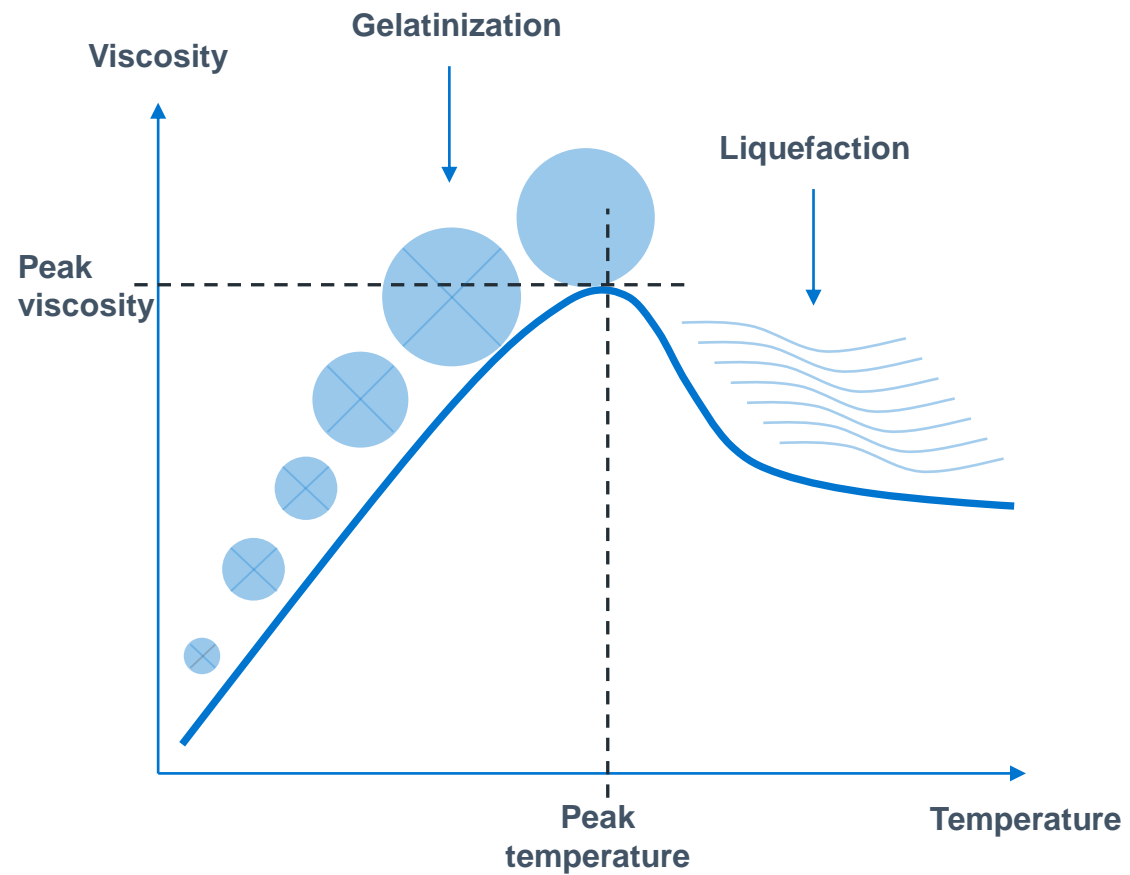 Gelatinization
Viscosity
Liquefaction
Peak
viscosity
Peak
temperature
Temperature